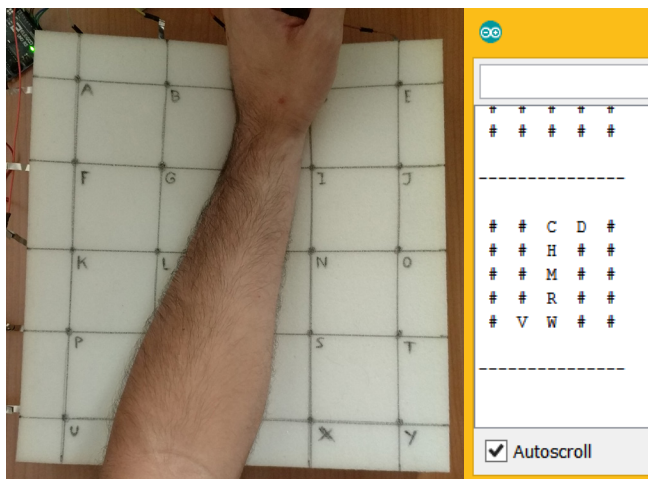 A B E
F G I J
K L N O
P S T
U X Y
# # # # #
# # # # #
---------------
# # C D #
# # H # #
# # M # #
# # R # #
# V W # #
---------------
Autoscroll